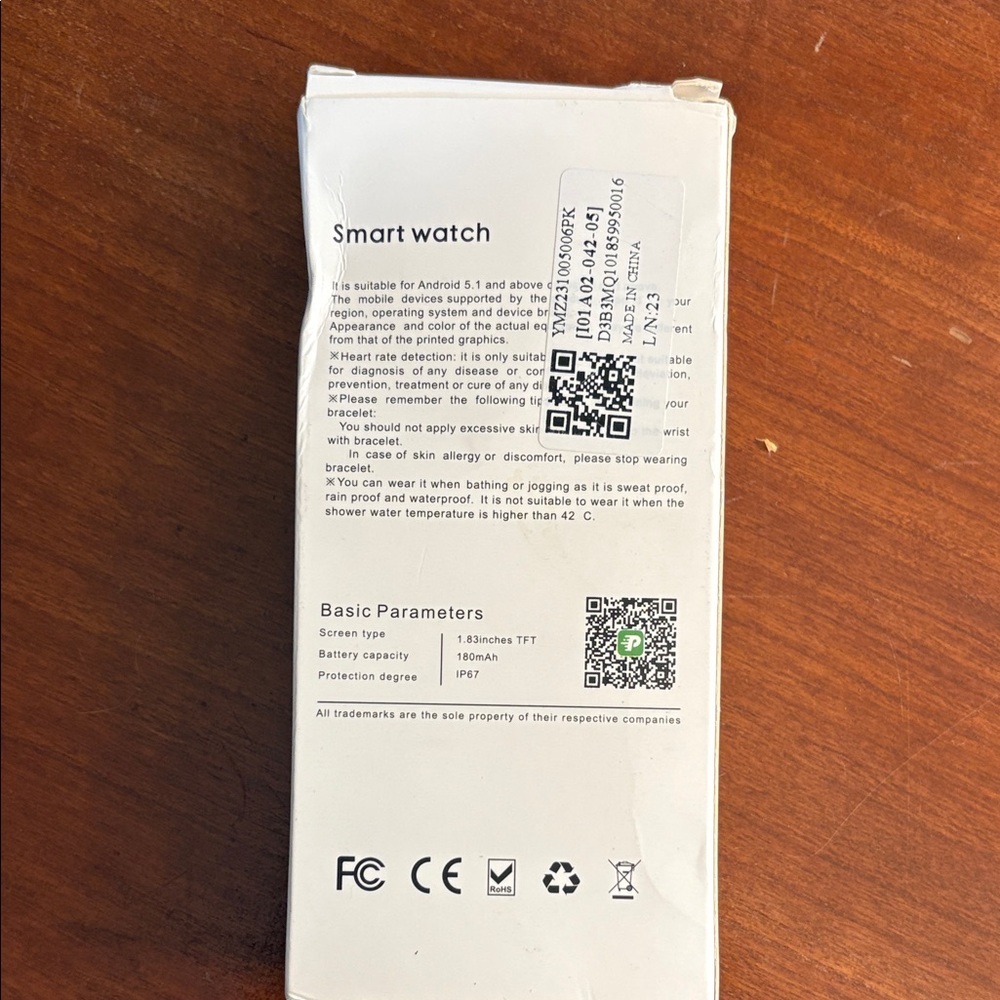 Smart watch
It is suitable for Android 5.1 and above
The mobile devices supported by the your
region, operating system and device
Appearance and color of the actual
from that of the printed graphics.
※Heart rate detection: it is only
for diagnosis of any disease or
prevention, treatment or cure of any
※Please remember the following your
bracelet:
You should not apply excessive wrist
with bracelet.
In case of skin allergy or discomfort, please stop wearing
bracelet.
※You can wear it when bathing or jogging as it is sweat proof,
rain proof and waterproof. It is not suitable to wear it when the
shower water temperature is higher than 42 C.
YMZ231005006PK
[I01A02-042-05]
D3B3MQ101859950016
MADE IN CHINA
L/N:23
Basic Parameters
Screen type 1.83inches TFT
Battery capacity 180mAh
Protection degree IP67
All trademarks are the sole property of their respective companies
FC CE RoHS